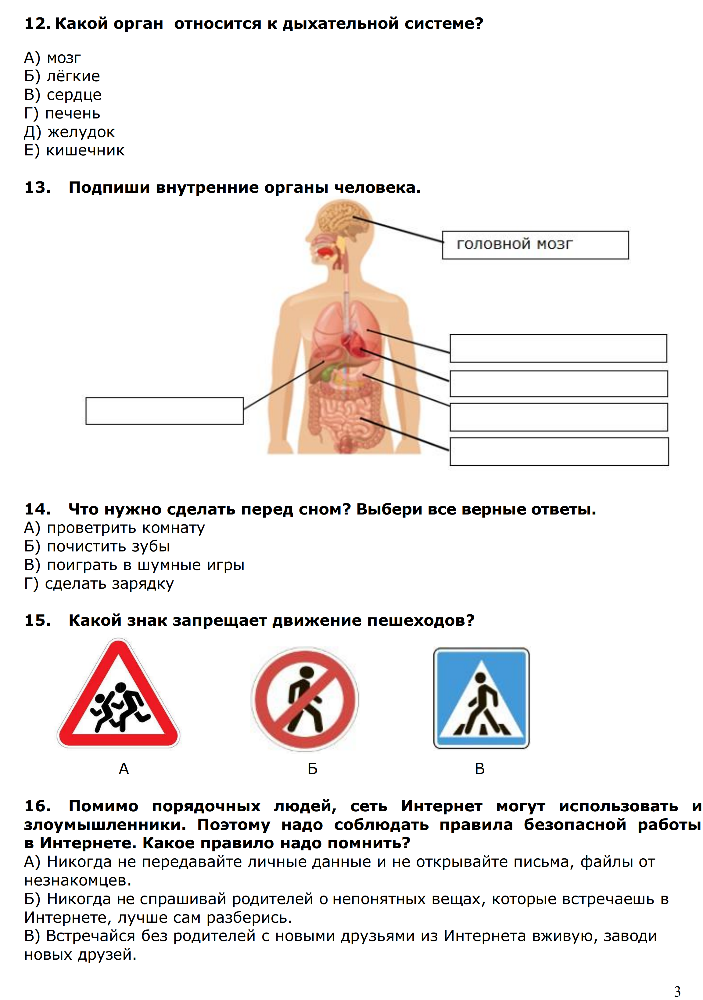 12. Какой орган относится к дыхательной системе?
А) мозг
Б) лёгкие
В) сердце
Г) печень
Д) желудок
Е) кишечник
13. Подпиши внутренние органы человека.
головной мозг
14. Что нужно сделать перед сном? Выбери все верные ответы.
А) проветрить комнату
Б) почистить зубы
В) поиграть в шумные игры
Г) сделать зарядку
15. Какой знак запрещает движение пешеходов?
А Б В
16. Помимо порядочных людей, сеть Интернет могут использовать и
злоумышленники. Поэтому надо соблюдать правила безопасной работы
в Интернете. Какое правило надо помнить?
А) Никогда не передавайте личные данные и не открывайте письма, файлы от
незнакомцев.
Б) Никогда не спрашивай родителей о непонятных вещах, которые встречаешь в
Интернете, лучше сам разберись.
В) Встречайся без родителей с новыми друзьями из Интернета вживую, заводи
новых друзей.
3